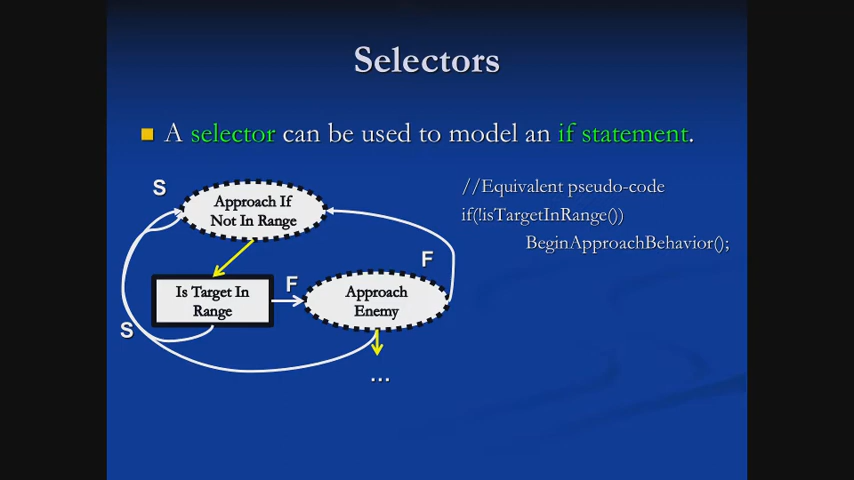 Selectors
A selector can be used to model an if statement.
S
Approach If
Not In Range
//Equivalent pseudo-code
if(!isTargetInRange())
BeginApproachBehavior();
F
Is Target In
Range
F
Approach
Enemy
S
...